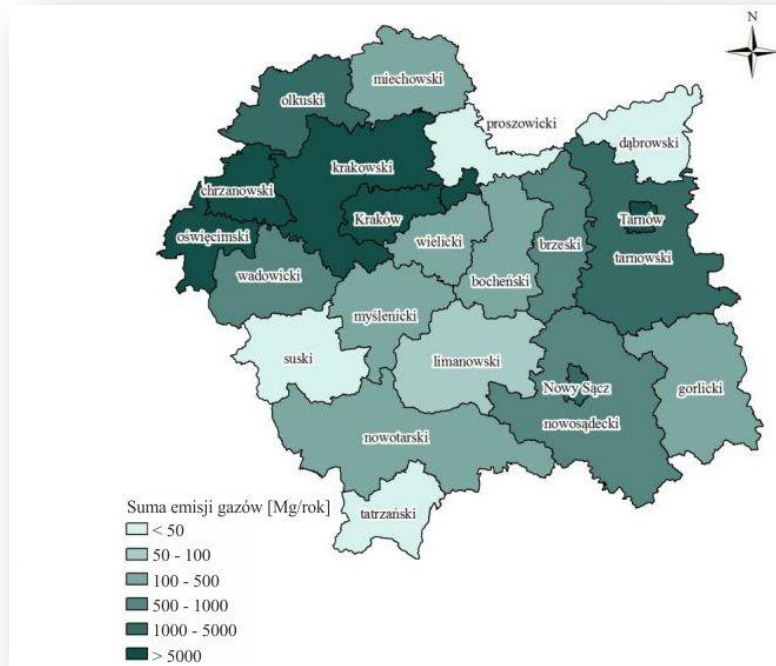 N
miechowski
olkuski
proszowicki
dąbrowski
krakowski
chrzanowski
Kraków
Tarnów
oświęcimski
wielicki
brzeski
tarnowski
wadowicki
bocheński
myślenicki
suski
limanowski
Nowy Sącz
gorlicki
nowosądecki
nowotarski
tatrzański
Suma emisji gazów [Mg/rok]
< 50
50 - 100
100 - 500
500 - 1000
1000 - 5000
> 5000